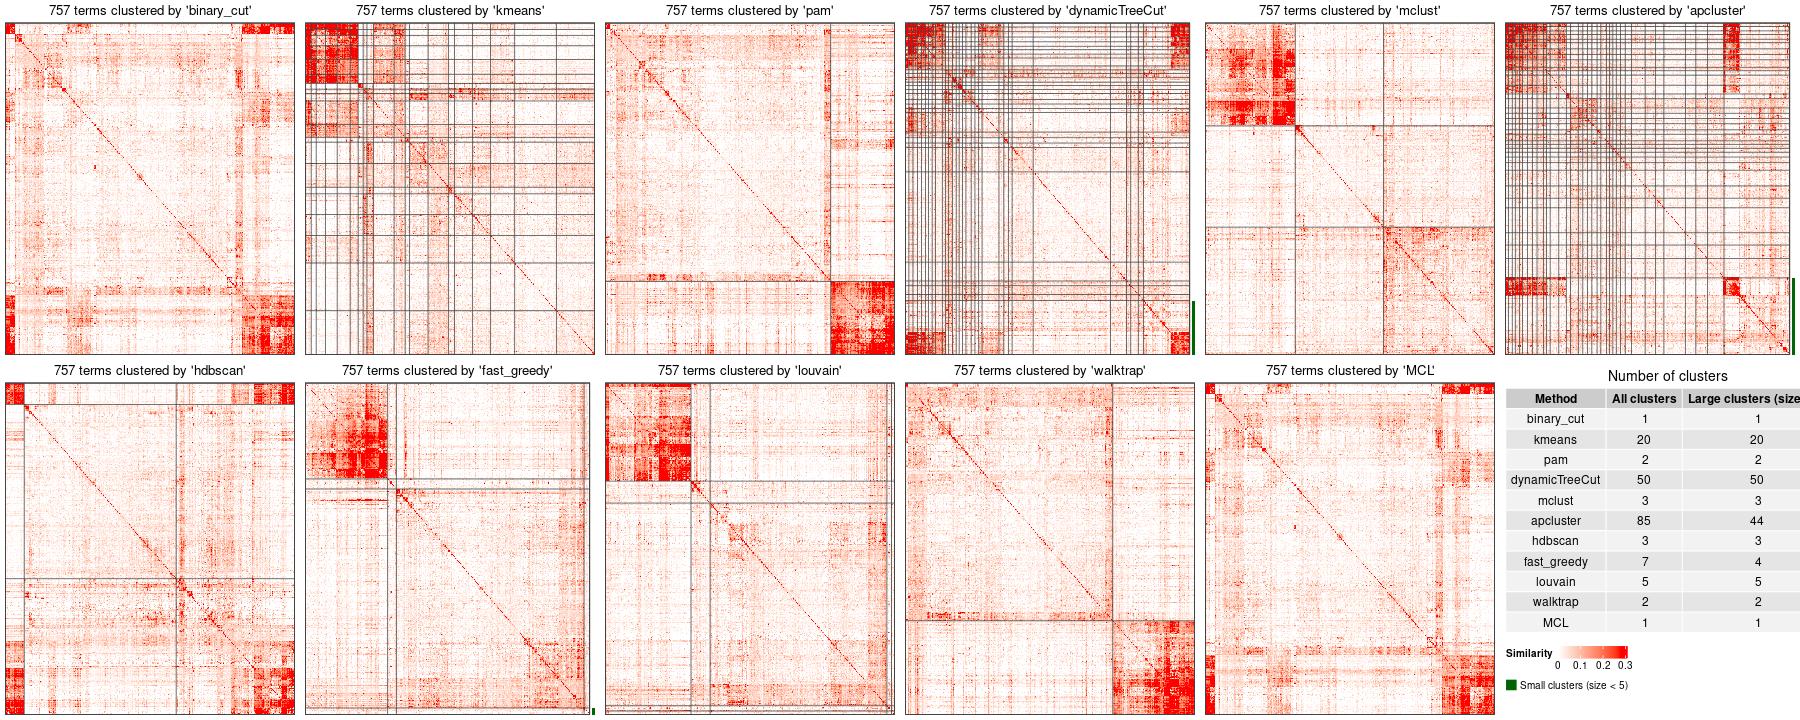 757 terms clustered by 'binary_cut'
757 terms clustered by 'kmeans'
757 terms clustered by 'pam'
757 terms clustered by 'dynamicTreeCut'
757 terms clustered by 'mclust'
757 terms clustered by 'apcluster'
757 terms clustered by 'hdbscan'
757 terms clustered by 'fast_greedy'
757 terms clustered by 'louvain'
757 terms clustered by 'walktrap'
757 terms clustered by 'MCL'
Number of clusters
Method All clusters Large clusters (size
binary_cut 1 1
kmeans 20 20
pam 2 2
dynamicTreeCut 50 50
mclust 3 3
apcluster 85 44
hdbscan 3 3
fast_greedy 7 4
louvain 5 5
walktrap 2 2
MCL 1 1
Similarity
0 0.1 0.2 0.3
Small clusters (size < 5)